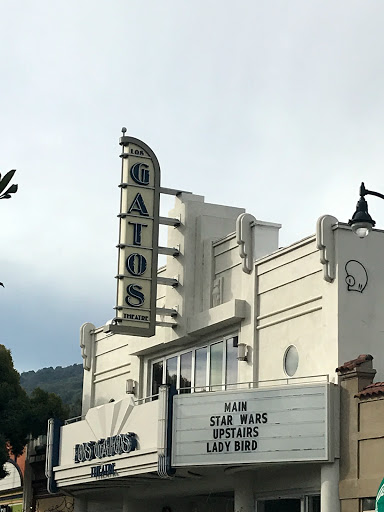 LOS
GATOS
THEATRE
MAIN
STAR WARS
UPSTAIRS
LADY BIRD
LOS GATOS
THEATRE